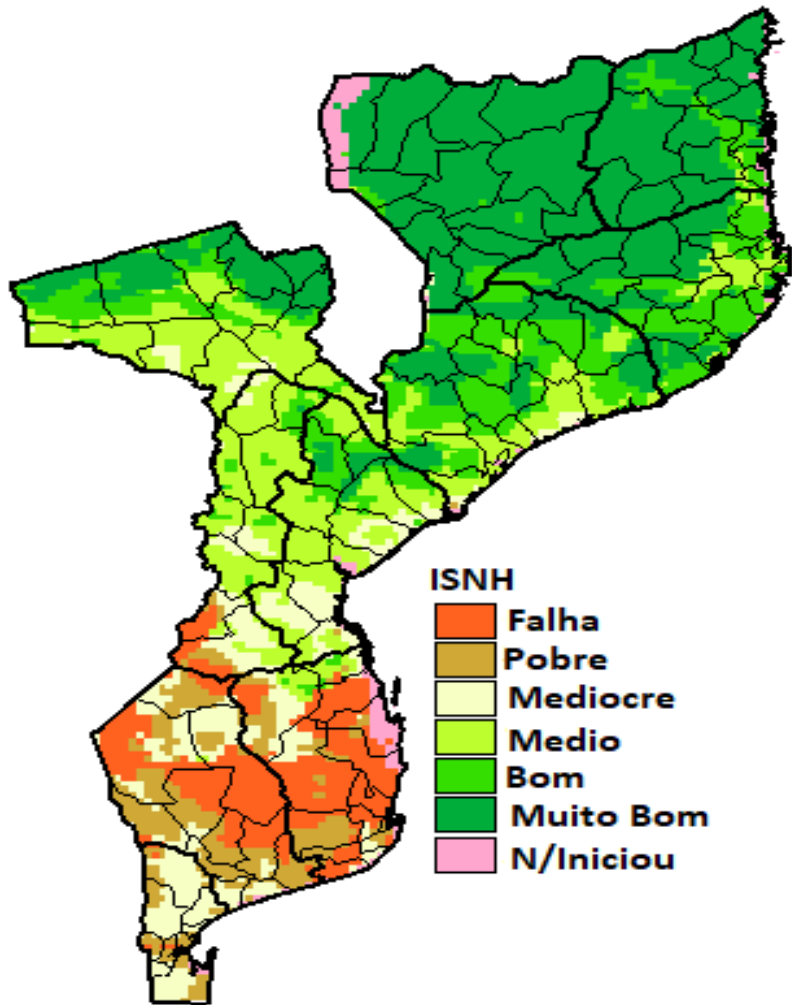 ISNH
Falha
Pobre
Mediocre
Medio
Bom
Muito Bom
N/Iniciou